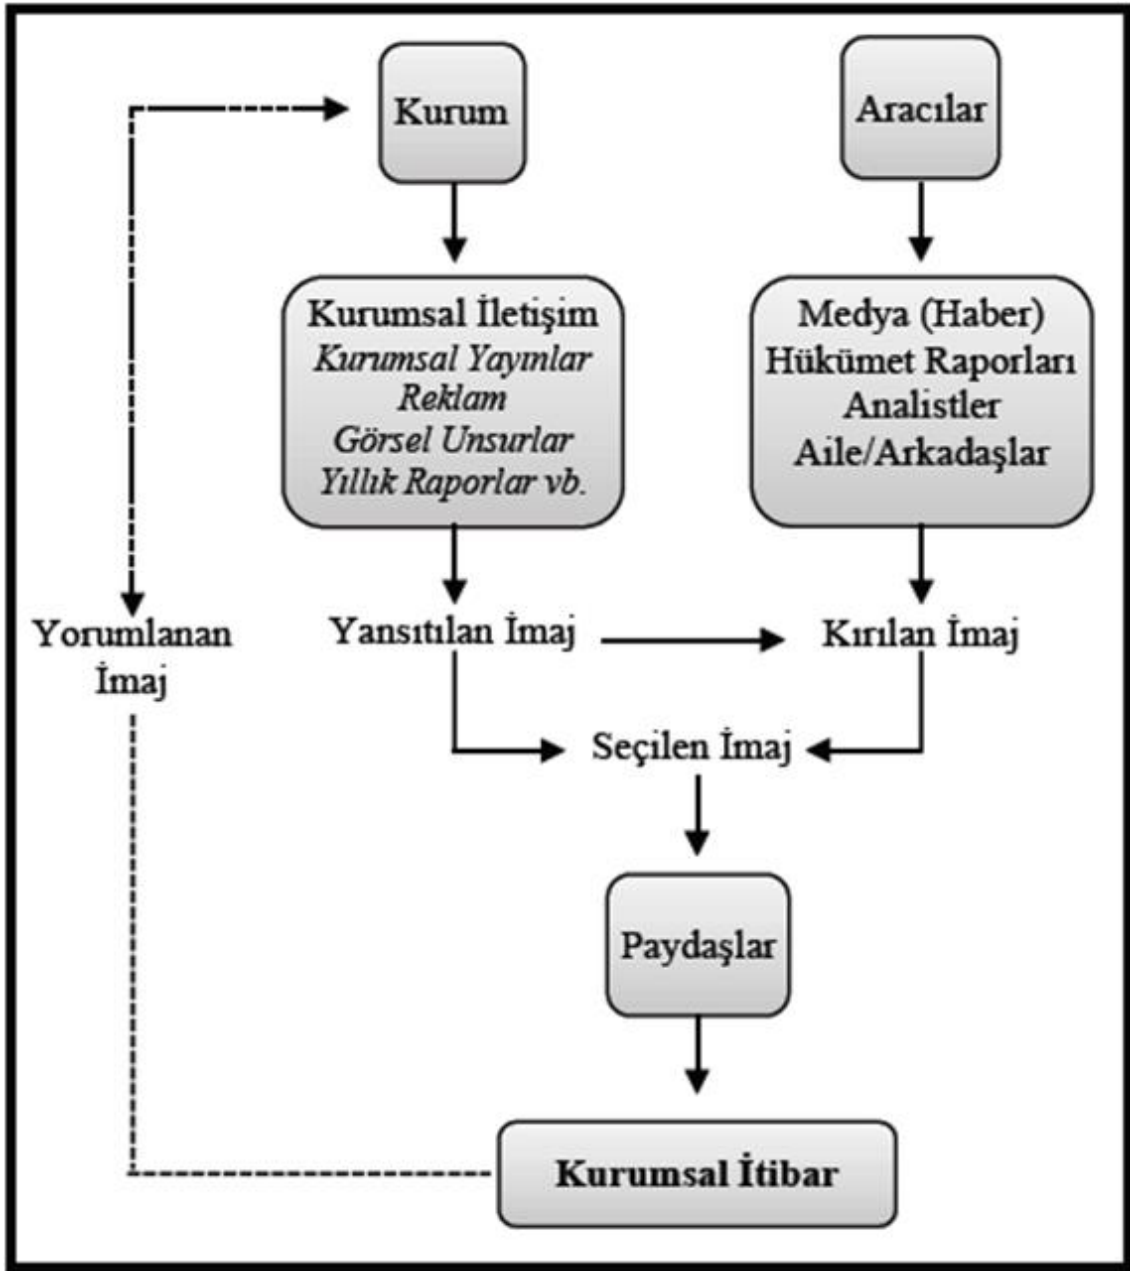 Kurum
Aracılar
Kurumsal İletişim
Kurumsal Yayınlar
Reklam
Görsel Unsurlar
Yıllık Raporlar vb.
Medya (Haber)
Hükümet Raporları
Analistler
Aile/Arkadaşlar
Yorumlanan
İmaj
Yansıtılan İmaj
Kırılan İmaj
Seçilen İmaj
Paydaşlar
Kurumsal İtibar